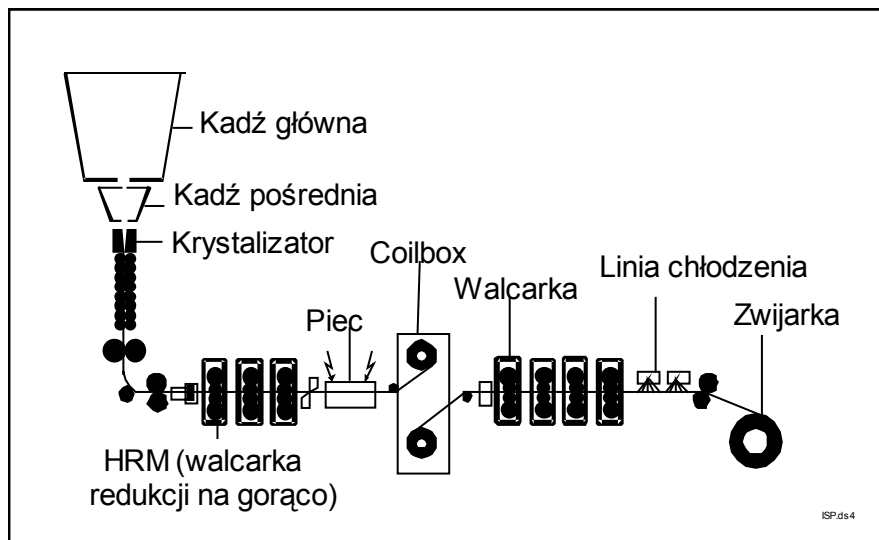 Kadź główna
Kadź pośrednia
Krystalizator
Coilbox
Linia chłodzenia
Walcarka
Piec
Zwijarka
HRM (walcarka
redukcji na gorąco)
ISP.ds4